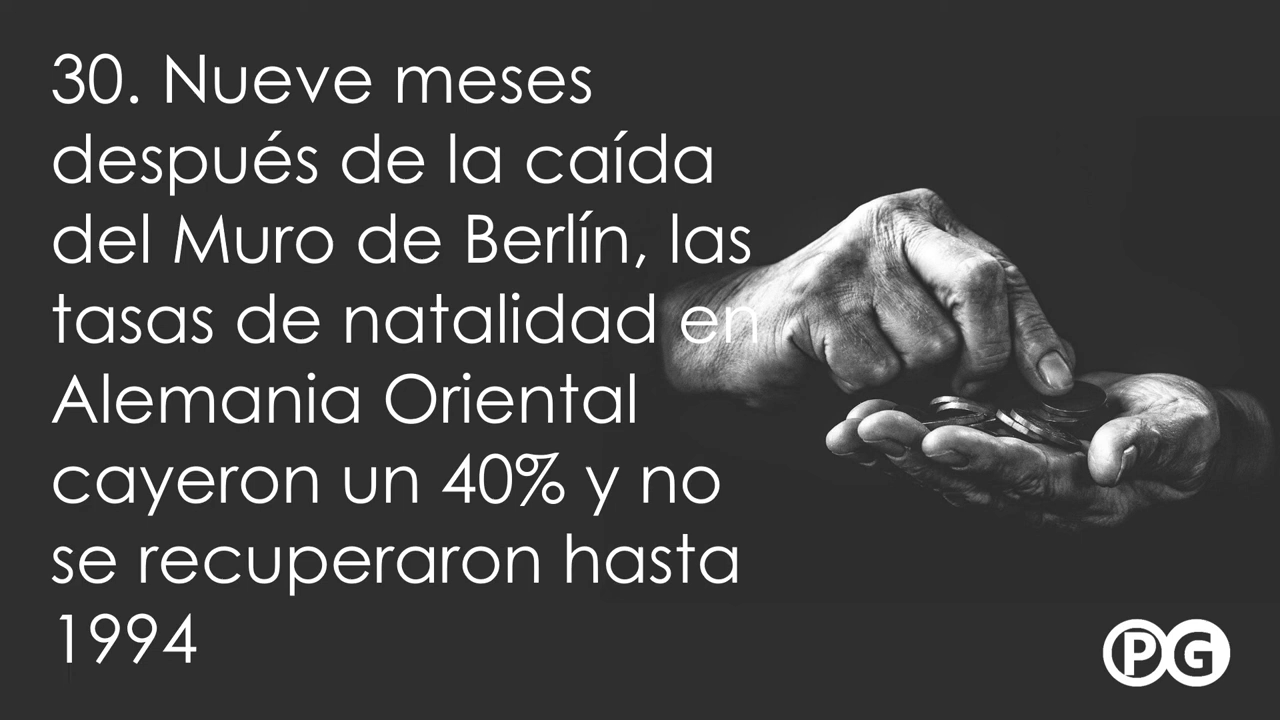 30. Nueve meses
después de la caída
del Muro de Berlín, las
tasas de natalidad en
Alemania Oriental
cayeron un 40% y no
se recuperaron hasta
1994
PG